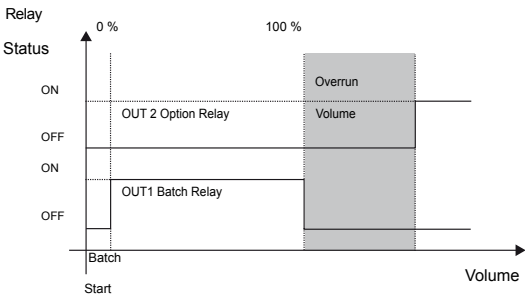 Relay
Status
0 %
100 %
ON
Overrun
OUT 2 Option Relay
Volume
OFF
ON
OUT1 Batch Relay
OFF
Batch
Start
Volume